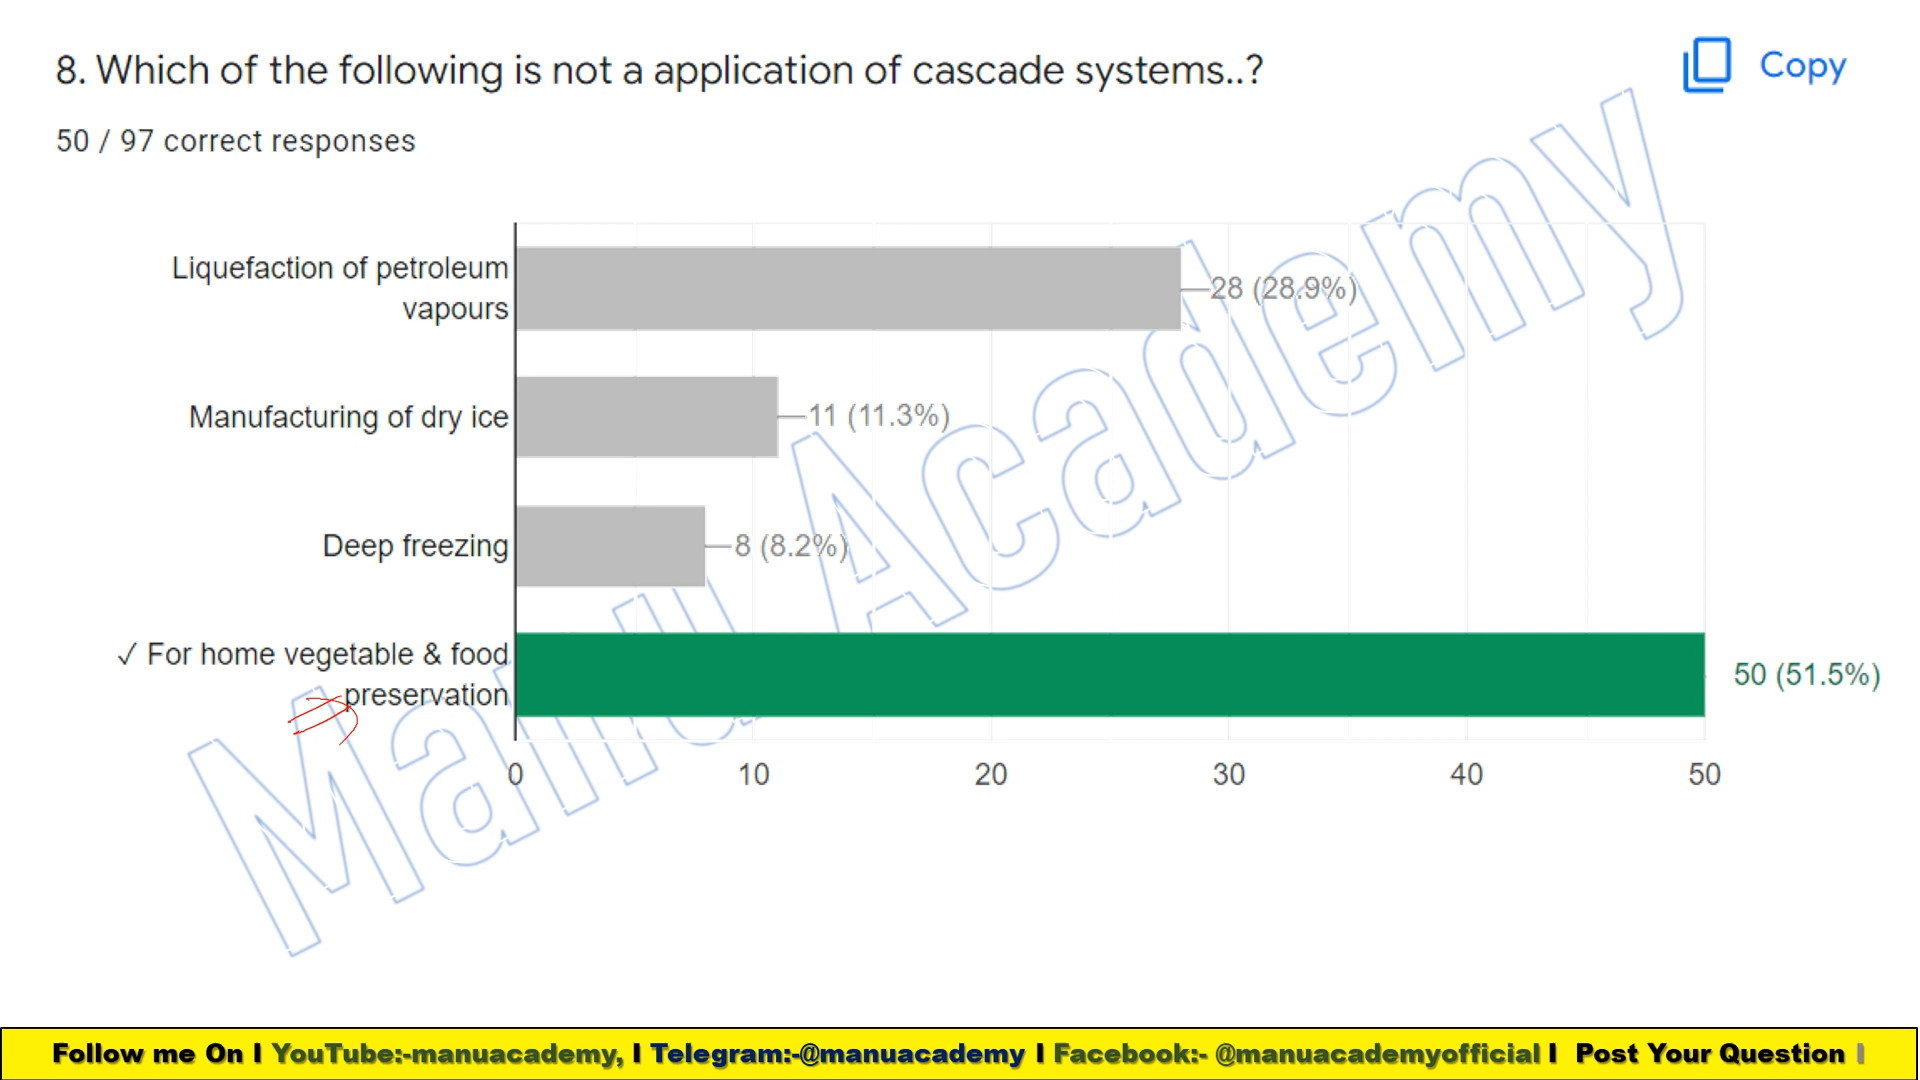 8. Which of the following is not a application of cascade systems..?
Copy
50 / 97 correct responses
Liquefaction of petroleum
vapours
28 (28.9%)
Manufacturing of dry ice
11 (11.3%)
Deep freezing
8 (8.2%)
✓ For home vegetable & food
preservation
50 (51.5%)
0 10 20 30 40 50
Manu Academy
Follow me On I YouTube:-manuacademy, I Telegram:-@manuacademy I Facebook:- @manuacademyofficial I Post Your Question I